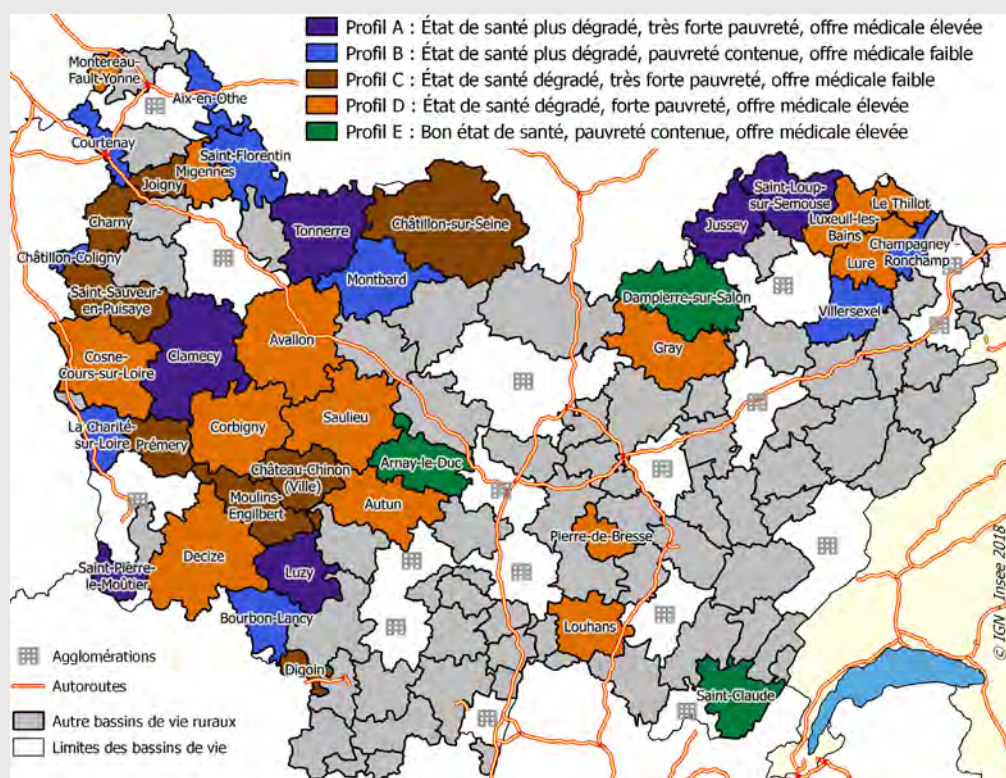 Profil A : État de santé plus dégradé, très forte pauvreté, offre médicale élevée
Profil B : État de santé plus dégradé, pauvreté contenue, offre médicale faible
Profil C : État de santé dégradé, très forte pauvreté, offre médicale faible
Profil D : État de santé dégradé, forte pauvreté, offre médicale élevée
Profil E : Bon état de santé, pauvreté contenue, offre médicale élevée
Montereau-
Fault-Yonne
Aix-en-Othe
Courtenay
Saint-Florentin
Migennes
Joigny
Charny
Tonnerre
Châtillon-sur-Seine
Châtillon-Coligny
Montbard
Saint-Sauveur-
en-Puisaye
Saint-Loup-
sur-Semouse
Jussey
Le Thillot
Luxeuil-les-
Bains
Champagney -
Ronchamp
Lure
Dampierre-sur-Salon
Villersexel
Gray
Cosne-
Cours-sur-Loire
Clamecy
Avallon
La Charité-
sur-Loire
Prémery
Corbigny
Saulieu
Arnay-le-Duc
Château-Chinon
(Ville)
Moulins-
Engilbert
Autun
Decize
Pierre-de-Bresse
Saint-Pierre-
le-Moûtier
Luzy
Bourbon-Lancy
Louhans
Digoin
Saint-Claude
Agglomérations
Autoroutes
Autre bassins de vie ruraux
Limites des bassins de vie
© IGN - Insee 2018